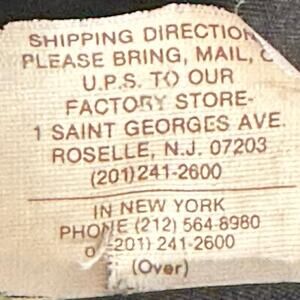 SHIPPING DIRECTION
PLEASE BRING, MAIL, O
U.P.S. TO OUR
FACTORY STORE-
1 SAINT GEORGES AVE.
ROSELLE, N.J. 07203
(201) 241-2600
IN NEW YORK
PHONE (212) 564-8980
o (201) 241-2600
(Over)